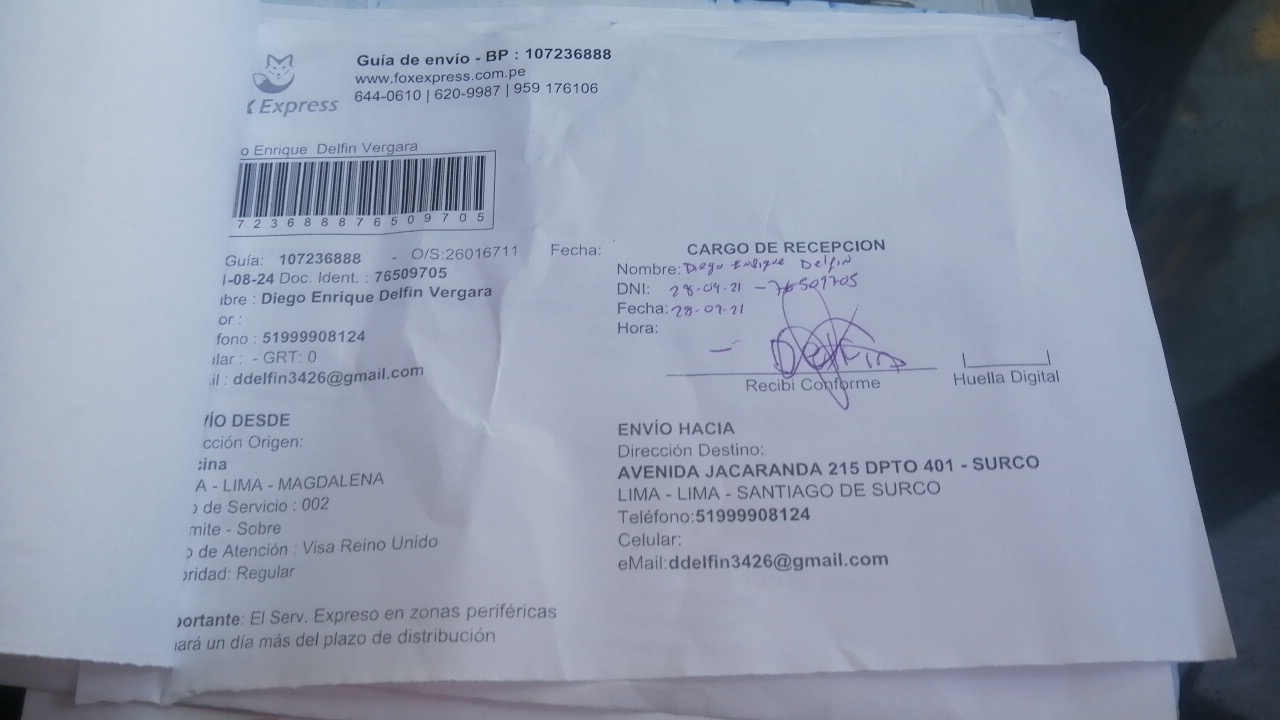 Guía de envío - BP : 107236888
www.foxexpress.com.pe
644-0610 | 620-9987 | 959 176106
X Express
o Enrique Delfin Vergara
7 2 3 6 8 8 8 7 6 5 0 9 7 0 5
Guía: 107236888 - O/S:26016711 Fecha:
1-08-24 Doc. Ident. : 76509705
bre : Diego Enrique Delfin Vergara
or :
fono : 51999908124
lar : - GRT: 0
il : ddelfin3426@gmail.com
CARGO DE RECEPCION
Nombre: Diego Enrique Delfin
DNI: 28-09-21 - 76509705
Fecha: 28-09-21
Hora:
- Delfin
Recibi Conforme
Huella Digital
ÍO DESDE
cción Origen:
cina
A - LIMA - MAGDALENA
o de Servicio : 002
mite - Sobre
o de Atención : Visa Reino Unido
oridad: Regular
ENVÍO HACIA
Dirección Destino:
AVENIDA JACARANDA 215 DPTO 401 - SURCO
LIMA - LIMA - SANTIAGO DE SURCO
Teléfono:51999908124
Celular:
eMail:ddelfin3426@gmail.com
portante: El Serv. Expreso en zonas periféricas
ará un día más del plazo de distribución